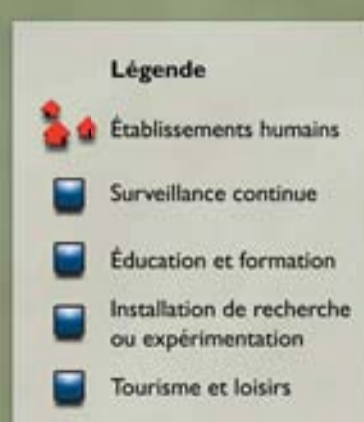 Légende
Établissements humains
Surveillance continue
Éducation et formation
Installation de recherche
ou expérimentation
Tourisme et loisirs